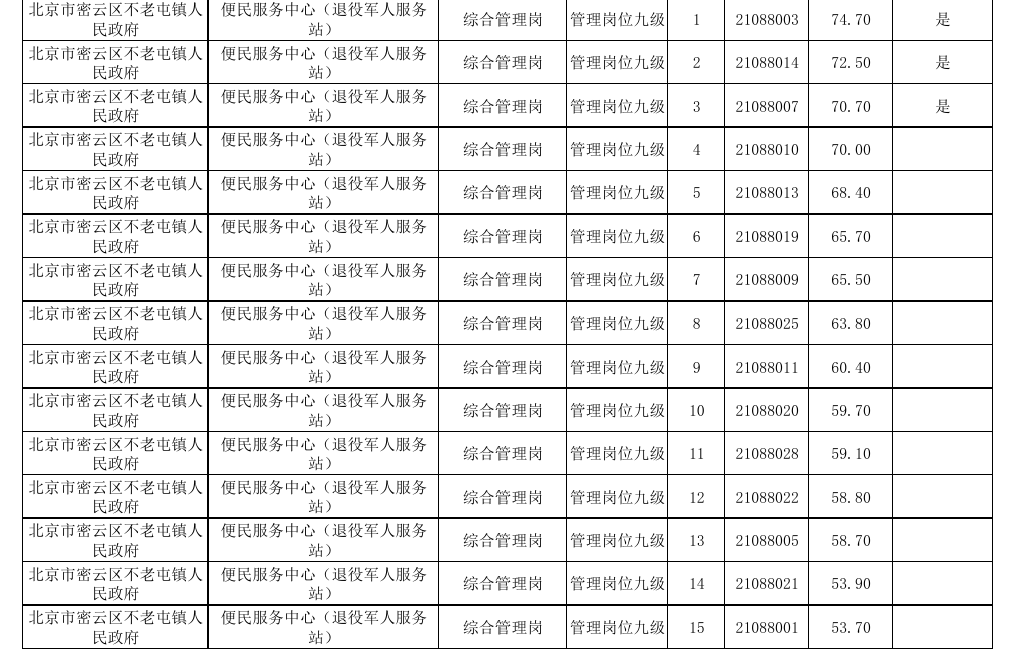 北京市密云区不老屯镇人民政府 便民服务中心（退役军人服务站） 综合管理岗 管理岗位九级 1 21088003 74.70 是
北京市密云区不老屯镇人民政府 便民服务中心（退役军人服务站） 综合管理岗 管理岗位九级 2 21088014 72.50 是
北京市密云区不老屯镇人民政府 便民服务中心（退役军人服务站） 综合管理岗 管理岗位九级 3 21088007 70.70 是
北京市密云区不老屯镇人民政府 便民服务中心（退役军人服务站） 综合管理岗 管理岗位九级 4 21088010 70.00
北京市密云区不老屯镇人民政府 便民服务中心（退役军人服务站） 综合管理岗 管理岗位九级 5 21088013 68.40
北京市密云区不老屯镇人民政府 便民服务中心（退役军人服务站） 综合管理岗 管理岗位九级 6 21088019 65.70
北京市密云区不老屯镇人民政府 便民服务中心（退役军人服务站） 综合管理岗 管理岗位九级 7 21088009 65.50
北京市密云区不老屯镇人民政府 便民服务中心（退役军人服务站） 综合管理岗 管理岗位九级 8 21088025 63.80
北京市密云区不老屯镇人民政府 便民服务中心（退役军人服务站） 综合管理岗 管理岗位九级 9 21088011 60.40
北京市密云区不老屯镇人民政府 便民服务中心（退役军人服务站） 综合管理岗 管理岗位九级 10 21088020 59.70
北京市密云区不老屯镇人民政府 便民服务中心（退役军人服务站） 综合管理岗 管理岗位九级 11 21088028 59.10
北京市密云区不老屯镇人民政府 便民服务中心（退役军人服务站） 综合管理岗 管理岗位九级 12 21088022 58.80
北京市密云区不老屯镇人民政府 便民服务中心（退役军人服务站） 综合管理岗 管理岗位九级 13 21088005 58.70
北京市密云区不老屯镇人民政府 便民服务中心（退役军人服务站） 综合管理岗 管理岗位九级 14 21088021 53.90
北京市密云区不老屯镇人民政府 便民服务中心（退役军人服务站） 综合管理岗 管理岗位九级 15 21088001 53.70